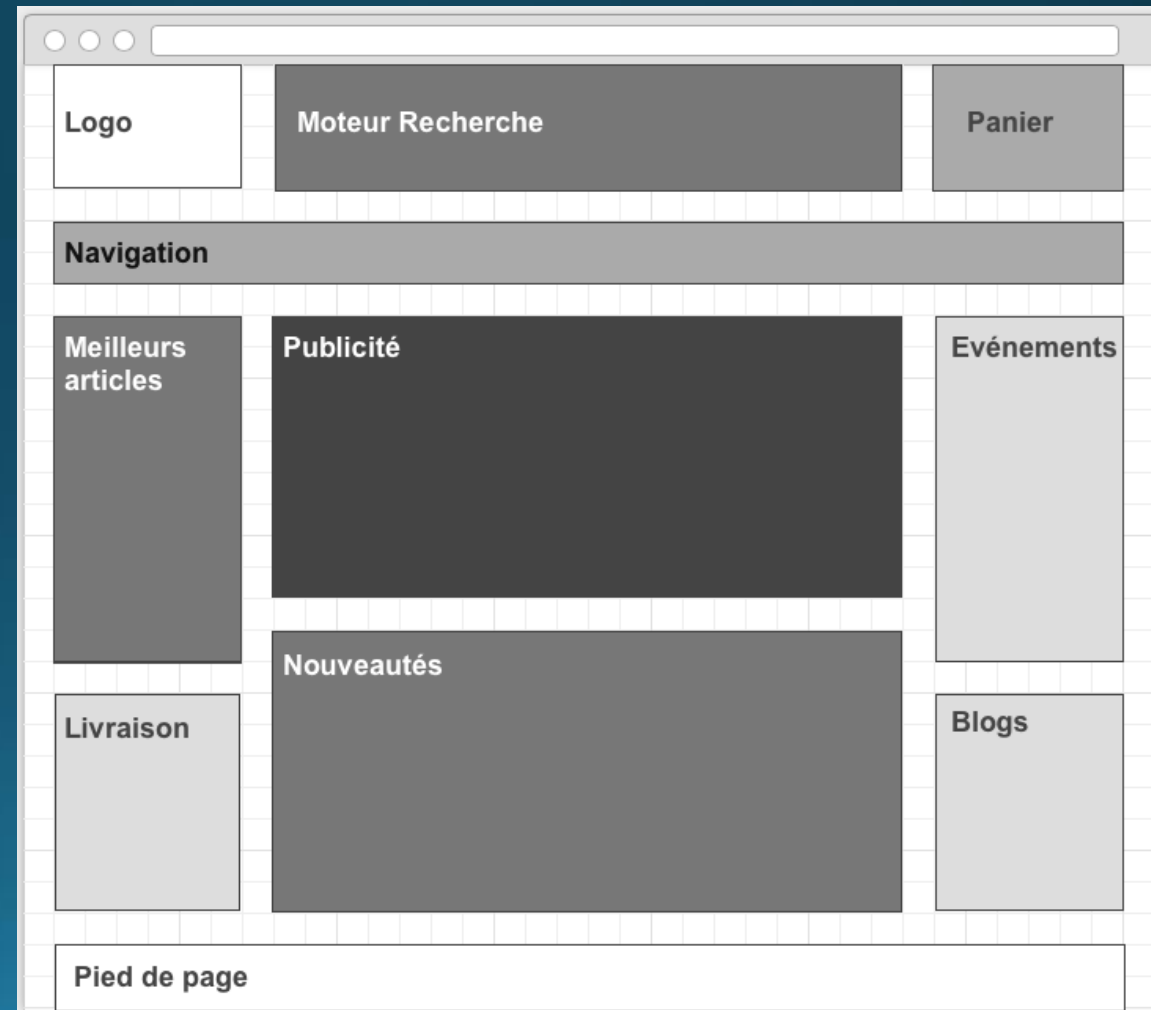 Logo
Moteur Recherche
Panier
Navigation
Meilleurs
articles
Publicité
Evénements
Nouveautés
Livraison
Blogs
Pied de page